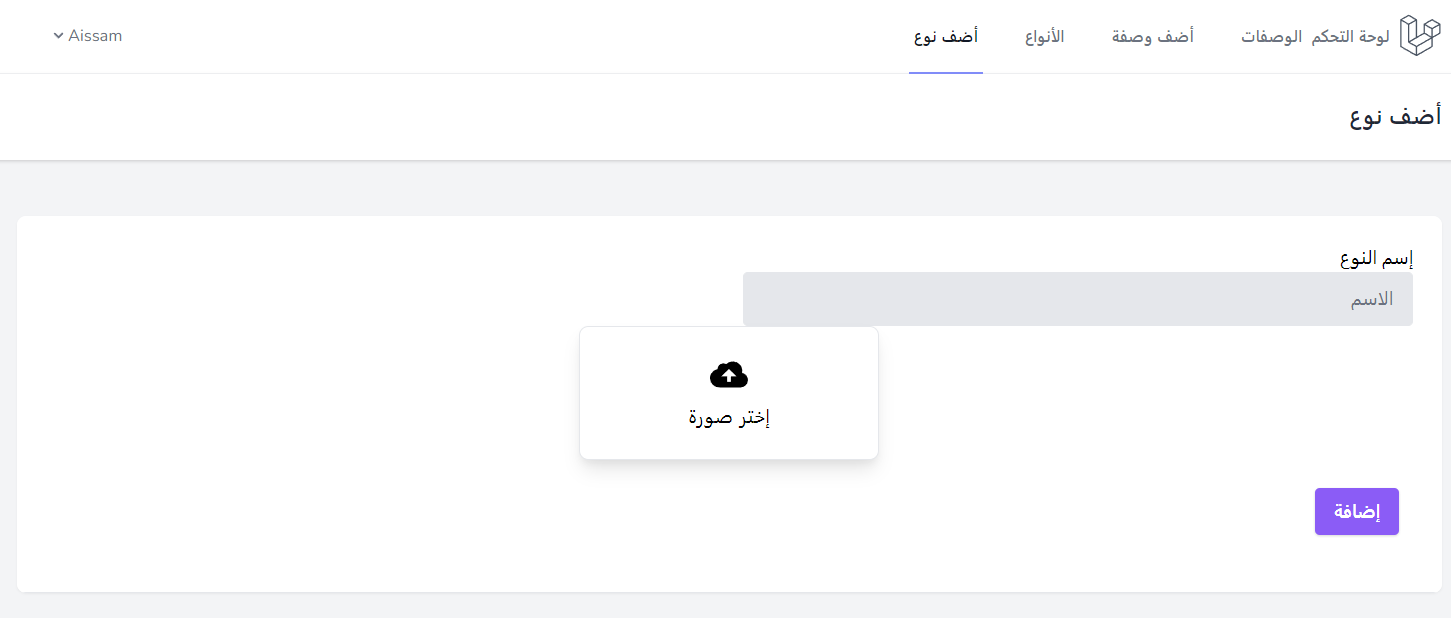 لوحة التحكم الوصفات أضف وصفة الأنواع أضف نوع Aissam
أضف نوع
إسم النوع
الاسم
إختر صورة
إضافة